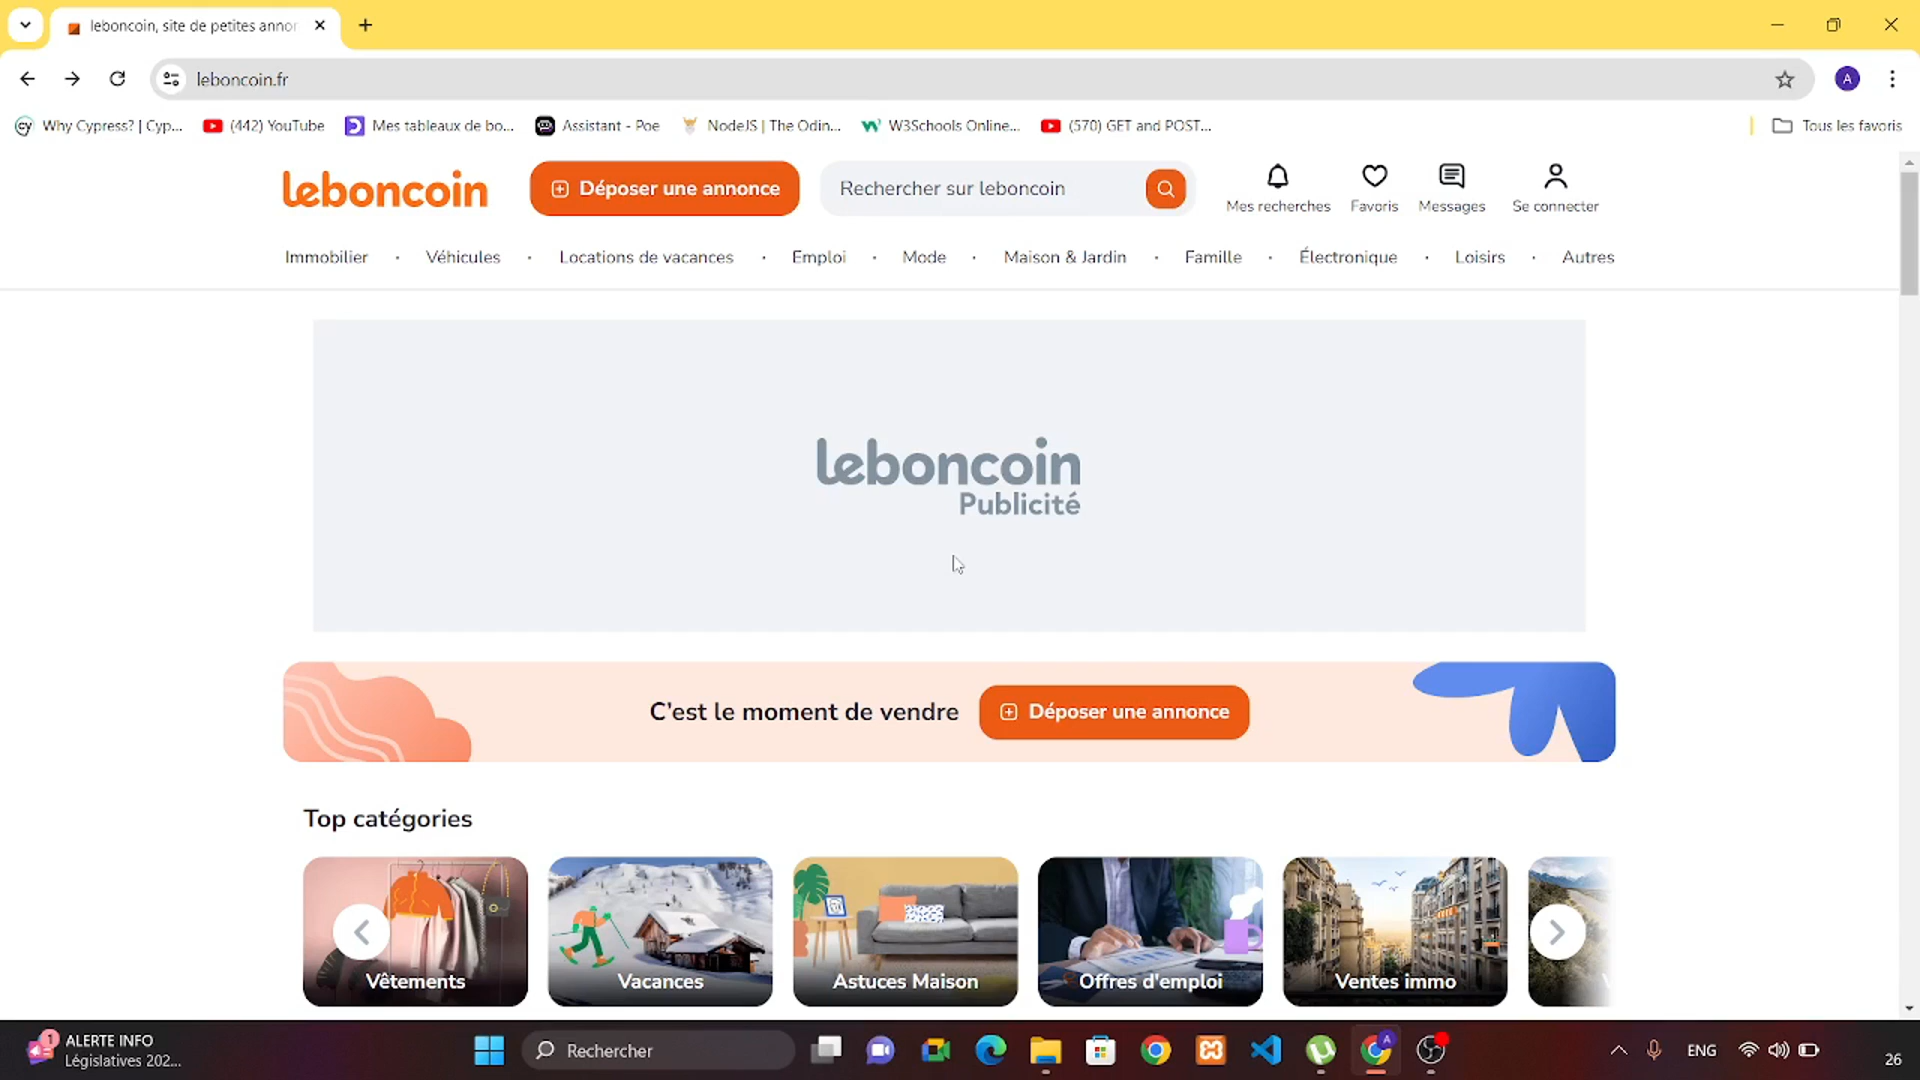 leboncoin, site de petites annor
leboncoin.fr
Why Cypress? | Cyp...
(442) YouTube
Mes tableaux de bo...
Assistant - Poe
NodeJS | The Odin...
W3Schools Online...
(570) GET and POST...
Tous les favoris
leboncoin
Déposer une annonce
Rechercher sur leboncoin
Mes recherches
Favoris
Messages
Se connecter
Immobilier · Véhicules · Locations de vacances · Emploi · Mode · Maison & Jardin · Famille · Électronique · Loisirs · Autres
leboncoin
Publicité
C'est le moment de vendre
Déposer une annonce
Top catégories
Vêtements
Vacances
Astuces Maison
Offres d'emploi
Ventes immo
ALERTE INFO
Législatives 202...
Rechercher
ENG
26